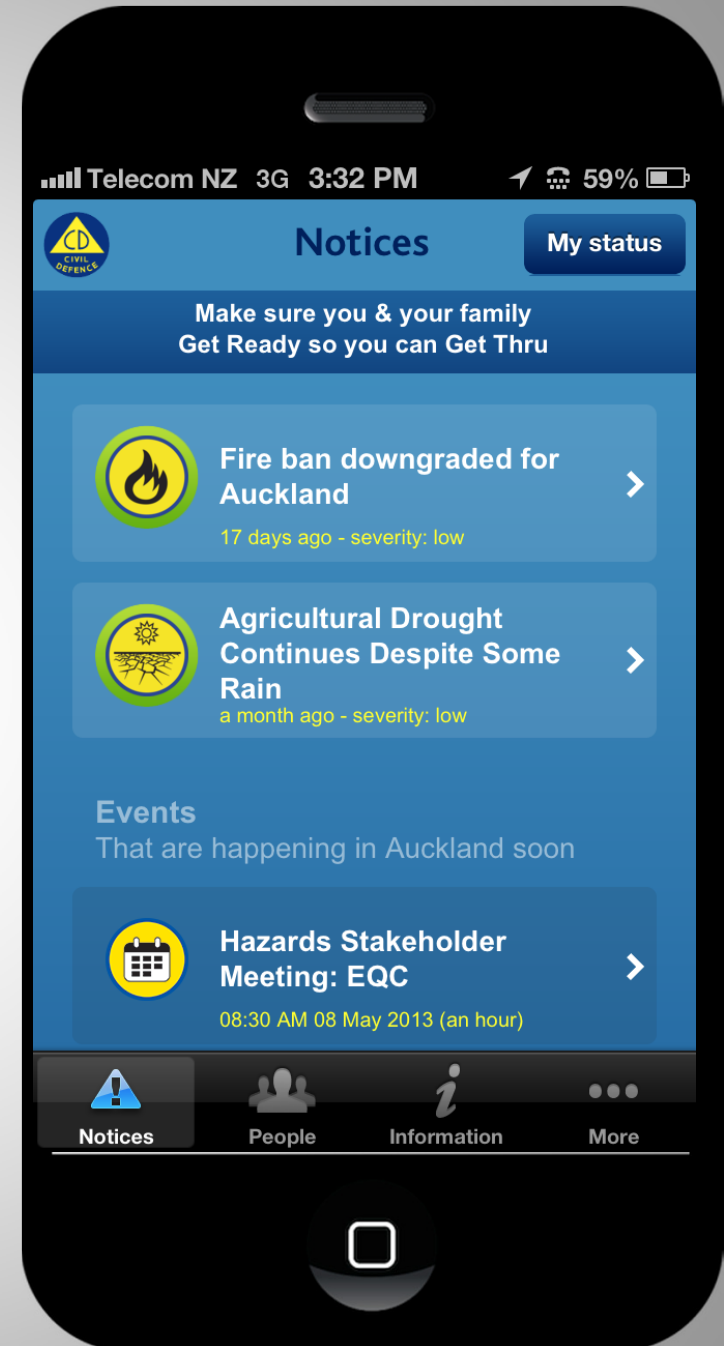 Telecom NZ 3G 3:32 PM 59%
CD
CIVIL
DEFENCE
Notices
My status
Make sure you & your family
Get Ready so you can Get Thru
Fire ban downgraded for
Auckland
17 days ago - severity: low
Agricultural Drought
Continues Despite Some
Rain
a month ago - severity: low
Events
That are happening in Auckland soon
Hazards Stakeholder
Meeting: EQC
08:30 AM 08 May 2013 (an hour)
Notices People Information More